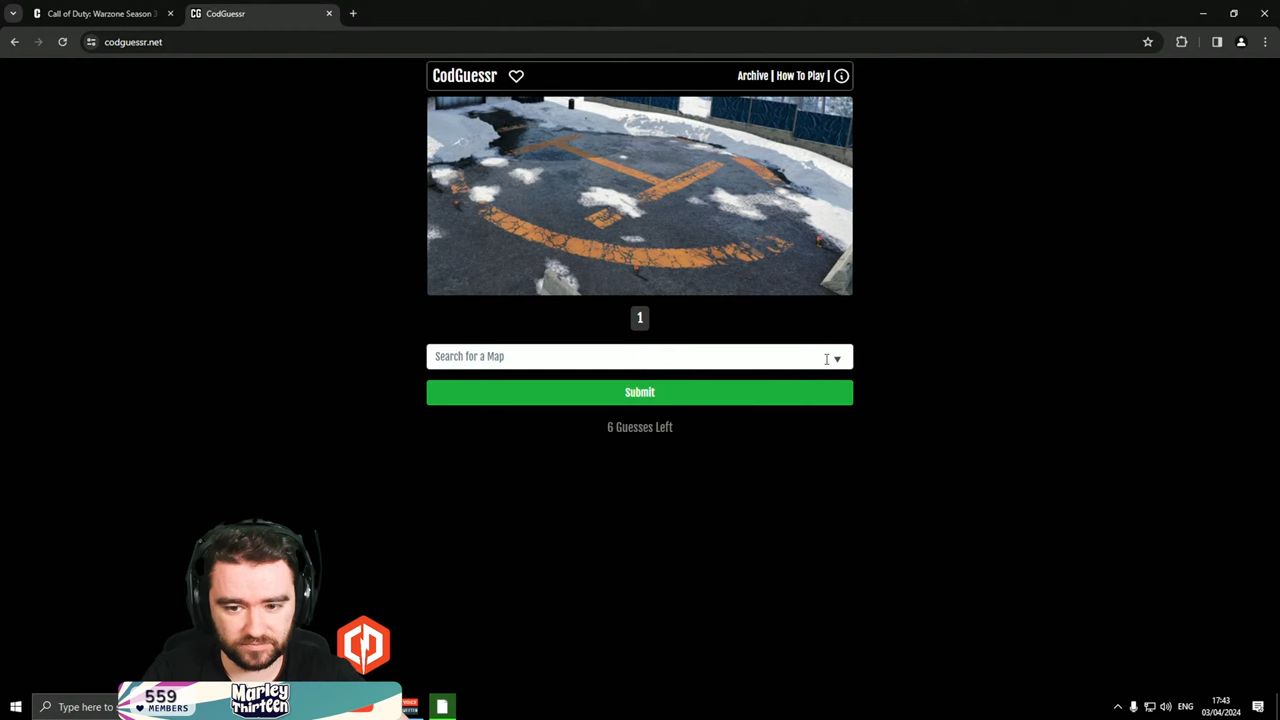 Call of Duty: Warzone Season 3
CG CodGuessr
codguessr.net
CodGuessr
Archive | How To Play |
1
Search for a Map
Submit
6 Guesses Left
559
MEMBERS
Marley
Thirteen
Type here to
ENG
17:43
03/04/2024